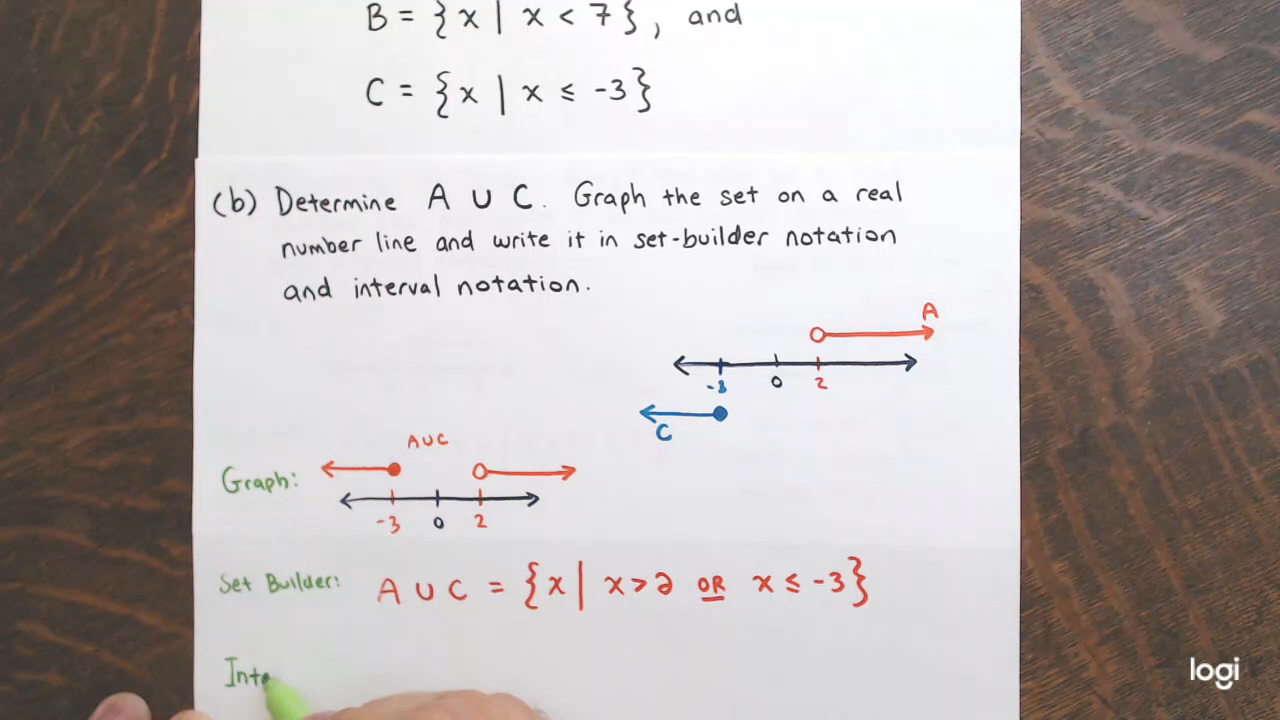 B = {x | x < 7}, and
C = {x | x ≤ -3}
(b) Determine A ∪ C. Graph the set on a real
number line and write it in set-builder notation
and interval notation.
A
-3 0 2
C
A∪C
Graph:
-3 0 2
Set Builder: A ∪ C = {x | x > 2 OR x ≤ -3}
Inte
logi